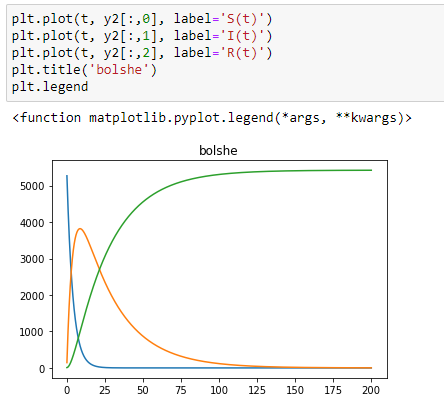 plt.plot(t, y2[:,0], label='S(t)')
plt.plot(t, y2[:,1], label='I(t)')
plt.plot(t, y2[:,2], label='R(t)')
plt.title('bolshe')
plt.legend
<function matplotlib.pyplot.legend(*args, **kwargs)>
bolshe
5000
4000
3000
2000
1000
0
0 25 50 75 100 125 150 175 200